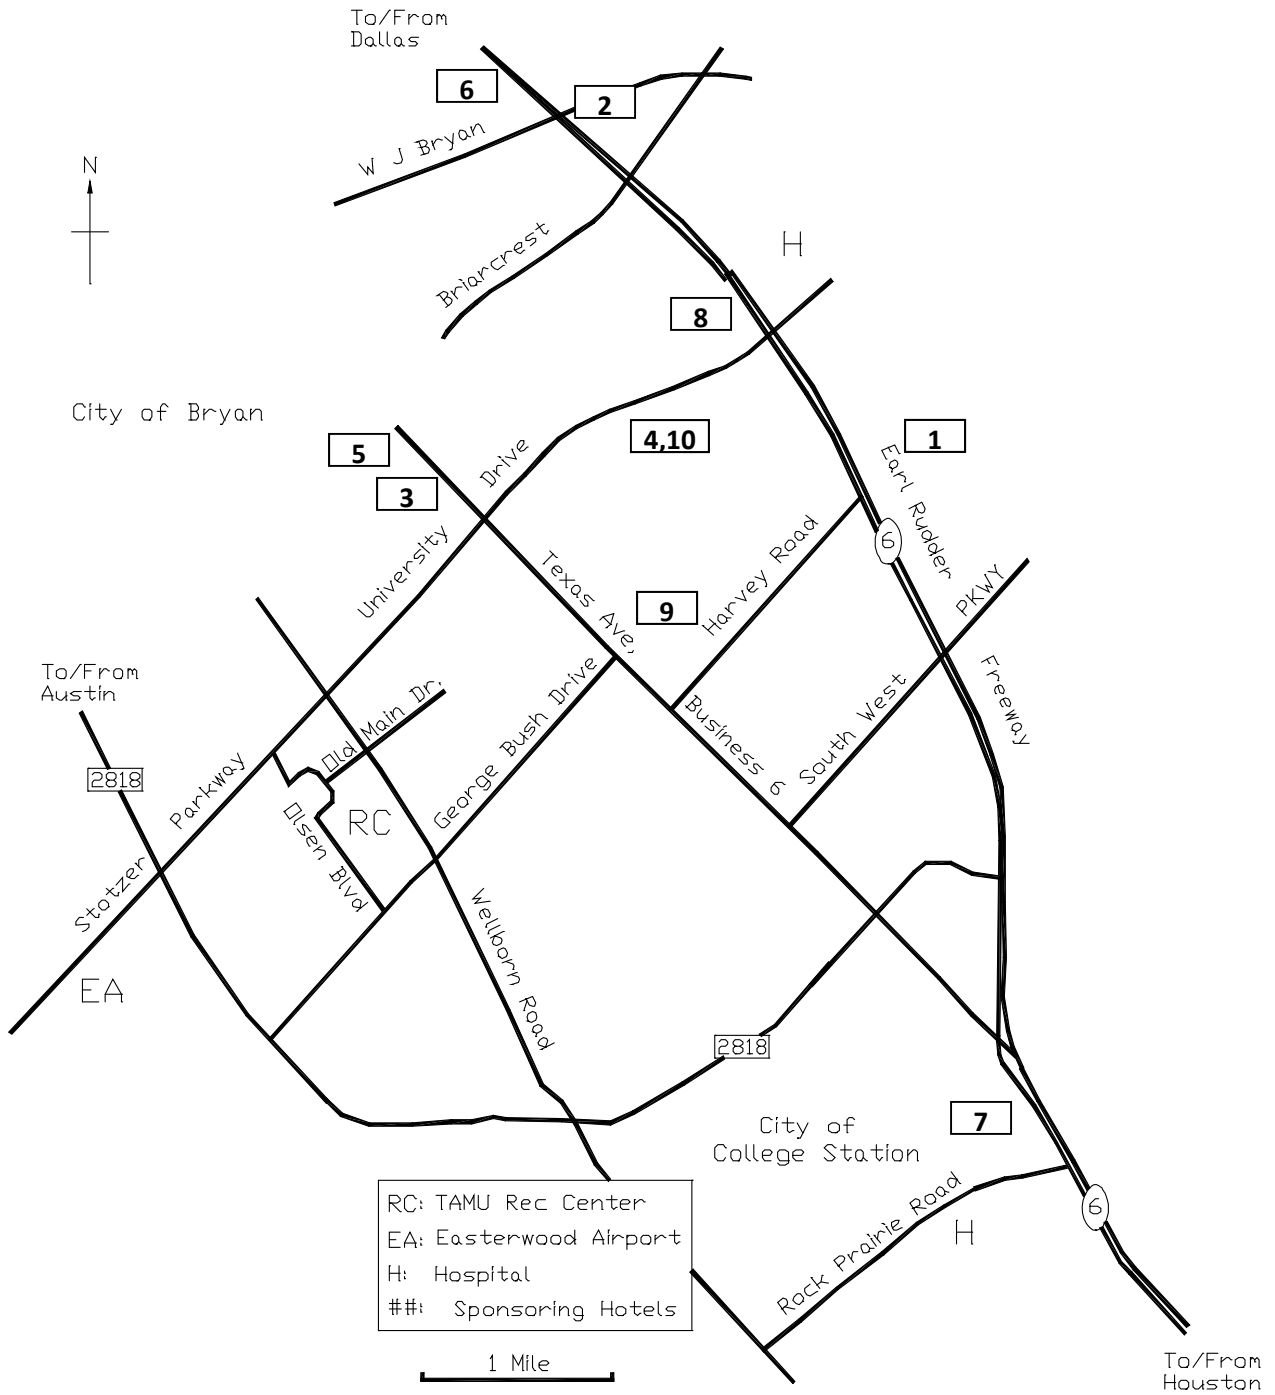 To/From
Dallas
6
2
W J Bryan
N
Briarcrest
H
8
City of Bryan
5
3
4,10
1
University
Drive
Earl Rudder
6
Freeway
Texas Ave,
Business 6
9
Harvey Road
South West
PKWY
To/From
Austin
2818
Old Main Dr.
George Bush Drive
RC
Olsen Blvd
Stotzer
Parkway
EA
Wellborn Road
2818
7
City of
College Station
Rock Prairie Road
H
6
RC: TAMU Rec Center
EA: Easterwood Airport
H: Hospital
##: Sponsoring Hotels
1 Mile
To/From
Houston